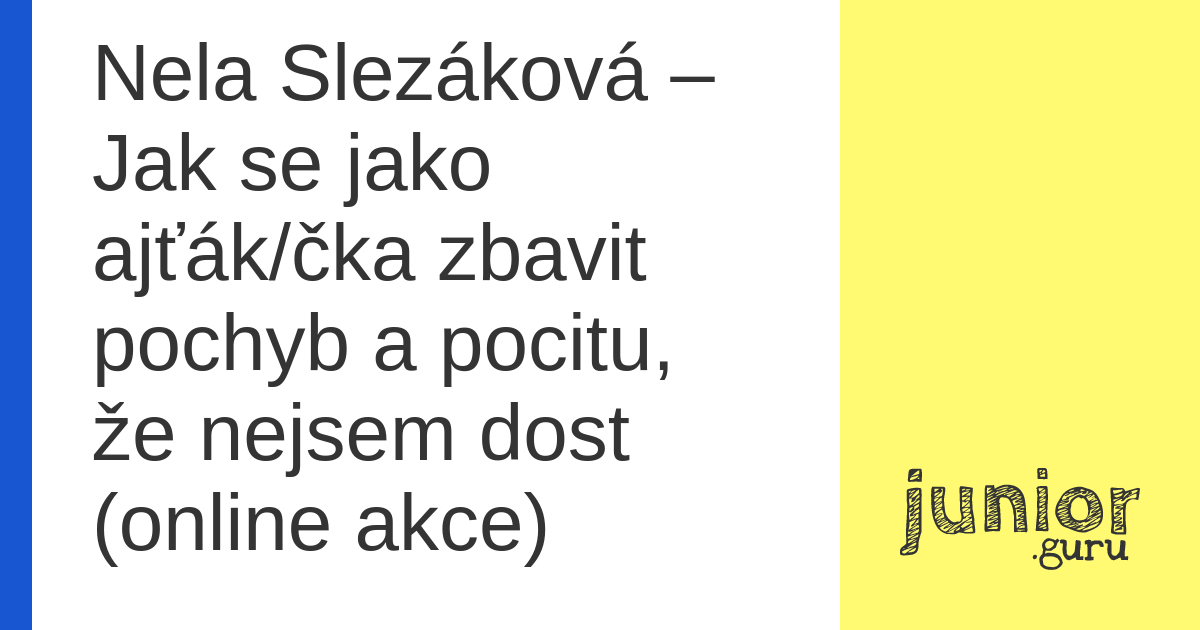 Nela Slezáková –
Jak se jako
ajťák/čka zbavit
pochyb a pocitu,
že nejsem dost
(online akce)
junior
.guru